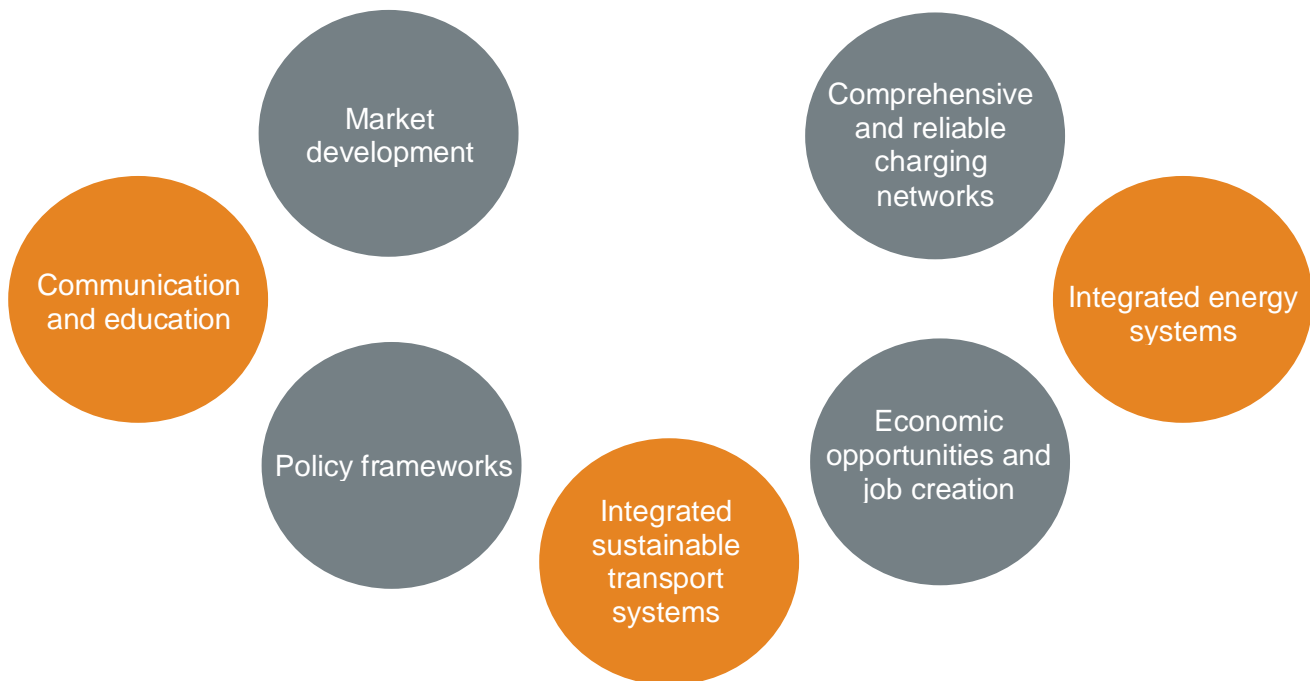 Market
development
Comprehensive
and reliable
charging
networks
Communication
and education
Integrated energy
systems
Policy frameworks
Economic
opportunities and
job creation
Integrated
sustainable
transport
systems